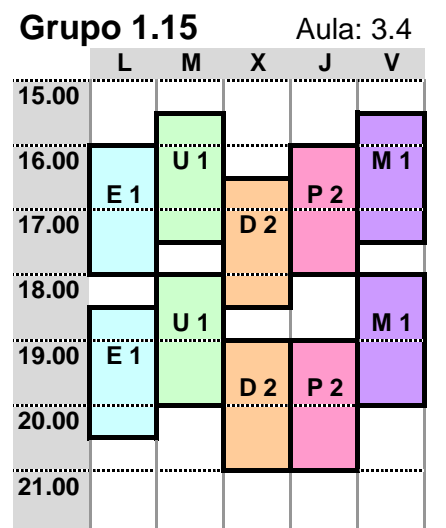 Grupo 1.15 Aula: 3.4
L M X J V
15.00
16.00 U 1 M 1
E 1 P 2
17.00 D 2
18.00
U 1 M 1
19.00 E 1
D 2 P 2
20.00
21.00